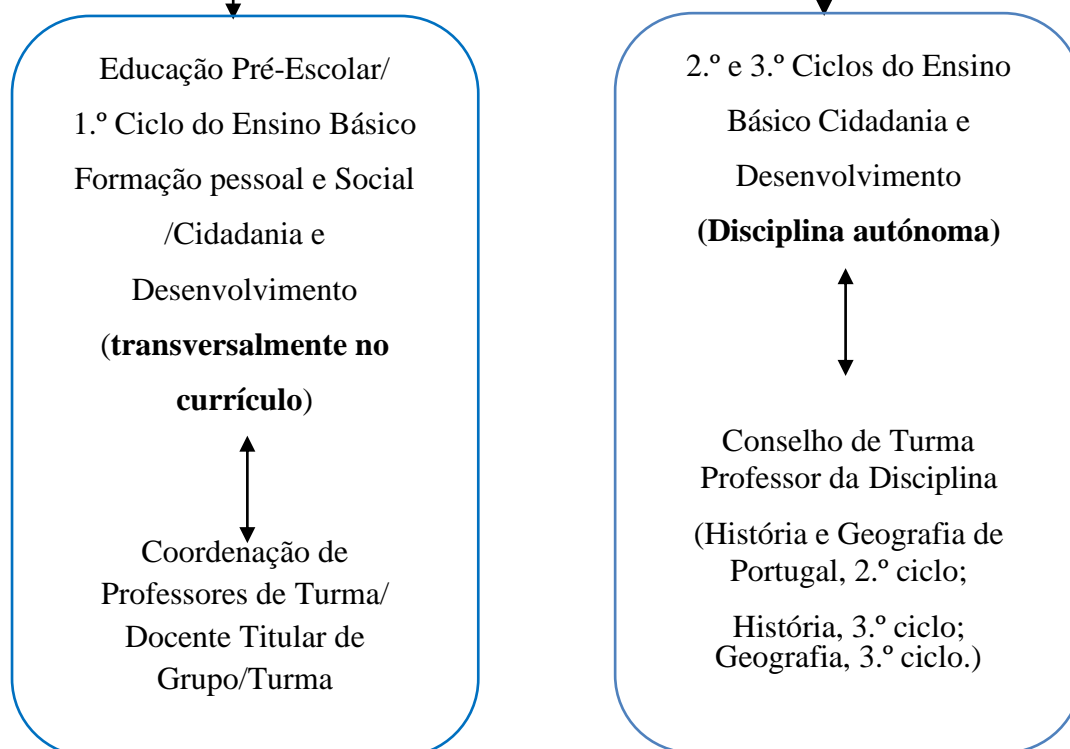 Educação Pré-Escolar/
1.º Ciclo do Ensino Básico
Formação pessoal e Social
/Cidadania e
Desenvolvimento
(transversalmente no
currículo)
Coordenação de
Professores de Turma/
Docente Titular de
Grupo/Turma
2.º e 3.º Ciclos do Ensino
Básico Cidadania e
Desenvolvimento
(Disciplina autónoma)
Conselho de Turma
Professor da Disciplina
(História e Geografia de
Portugal, 2.º ciclo;
História, 3.º ciclo;
Geografia, 3.º ciclo.)